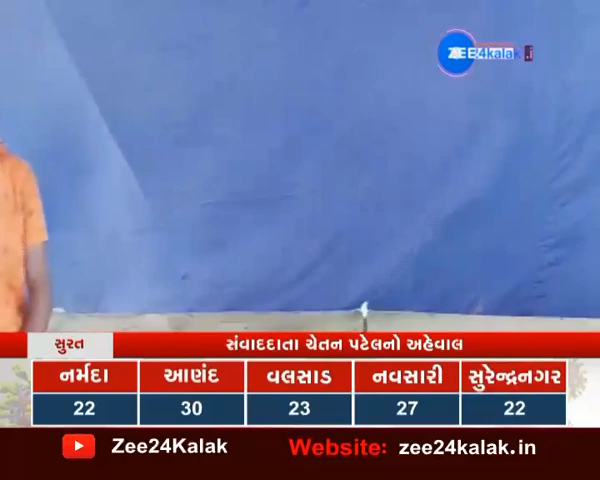 ZEE24kalak
સુરત
સંવાદદાતા ચેતન પટેલનો અહેવાલ
નર્મદા આણંદ વલસાડ નવસારી સુરેન્દ્રનગર
22 30 23 27 22
Zee24Kalak Website: zee24kalak.in